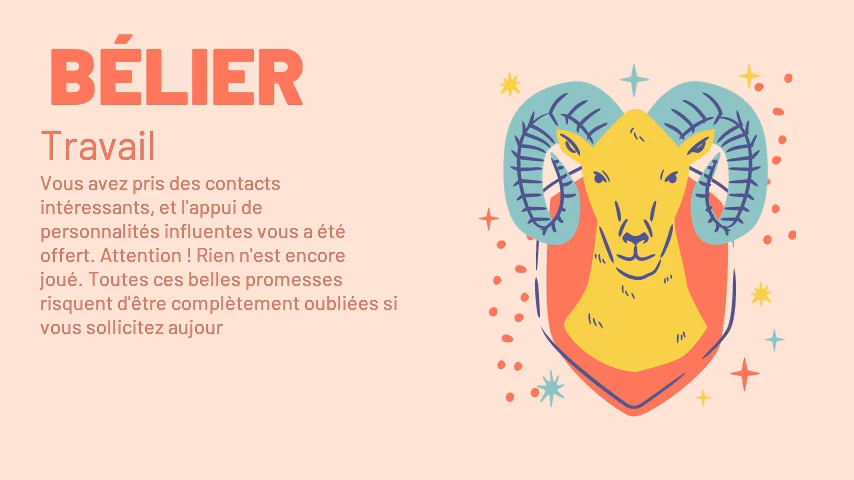 BÉLIER
Travail
Vous avez pris des contacts
intéressants, et l'appui de
personnalités influentes vous a été
offert. Attention ! Rien n'est encore
joué. Toutes ces belles promesses
risquent d'être complètement oubliées si
vous sollicitez aujour